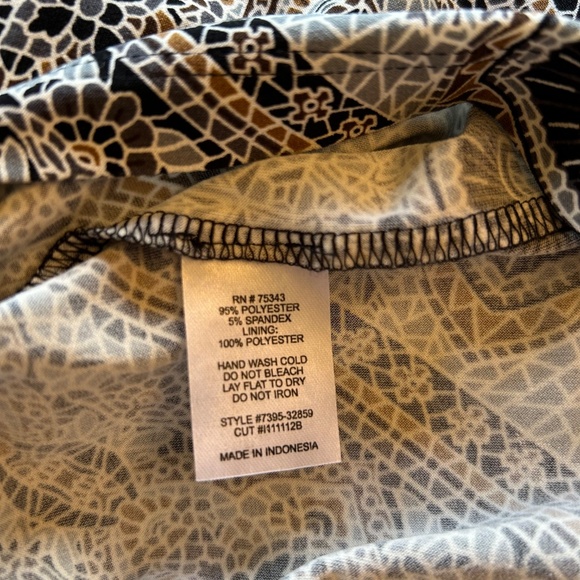 RN # 75343
95% POLYESTER
5% SPANDEX
LINING:
100% POLYESTER
HAND WASH COLD
DO NOT BLEACH
LAY FLAT TO DRY
DO NOT IRON
STYLE #7395-32859
CUT #I411112B
MADE IN INDONESIA